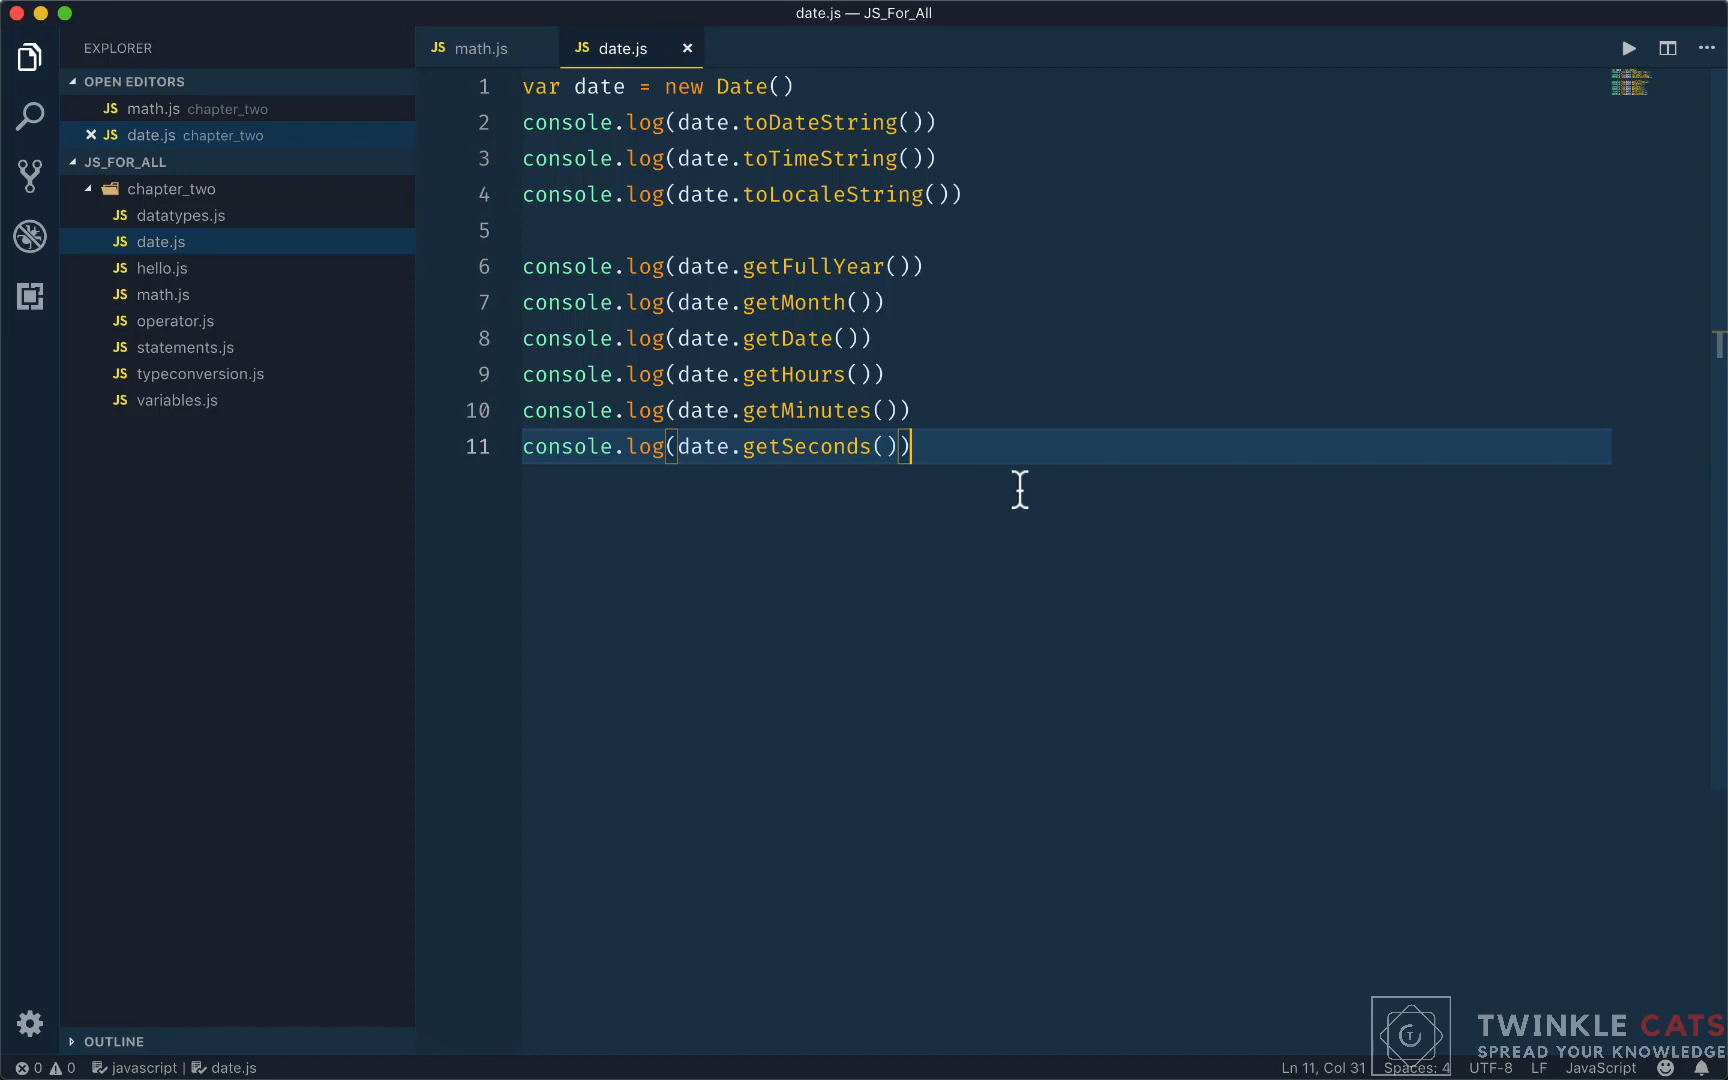 date.js — JS_For_All
EXPLORER
OPEN EDITORS
JS math.js chapter_two
JS date.js chapter_two
JS_FOR_ALL
chapter_two
JS datatypes.js
JS date.js
JS hello.js
JS math.js
JS operator.js
JS statements.js
JS typeconversion.js
JS variables.js
OUTLINE
JS math.js
JS date.js
1 var date = new Date()
2 console.log(date.toDateString())
3 console.log(date.toTimeString())
4 console.log(date.toLocaleString())
5
6 console.log(date.getFullYear())
7 console.log(date.getMonth())
8 console.log(date.getDate())
9 console.log(date.getHours())
10 console.log(date.getMinutes())
11 console.log(date.getSeconds())
T
TWINKLE CATS
SPREAD YOUR KNOWLEDGE
0 0 javascript | date.js
Ln 11, Col 31 Spaces: 4 UTF-8 LF JavaScript